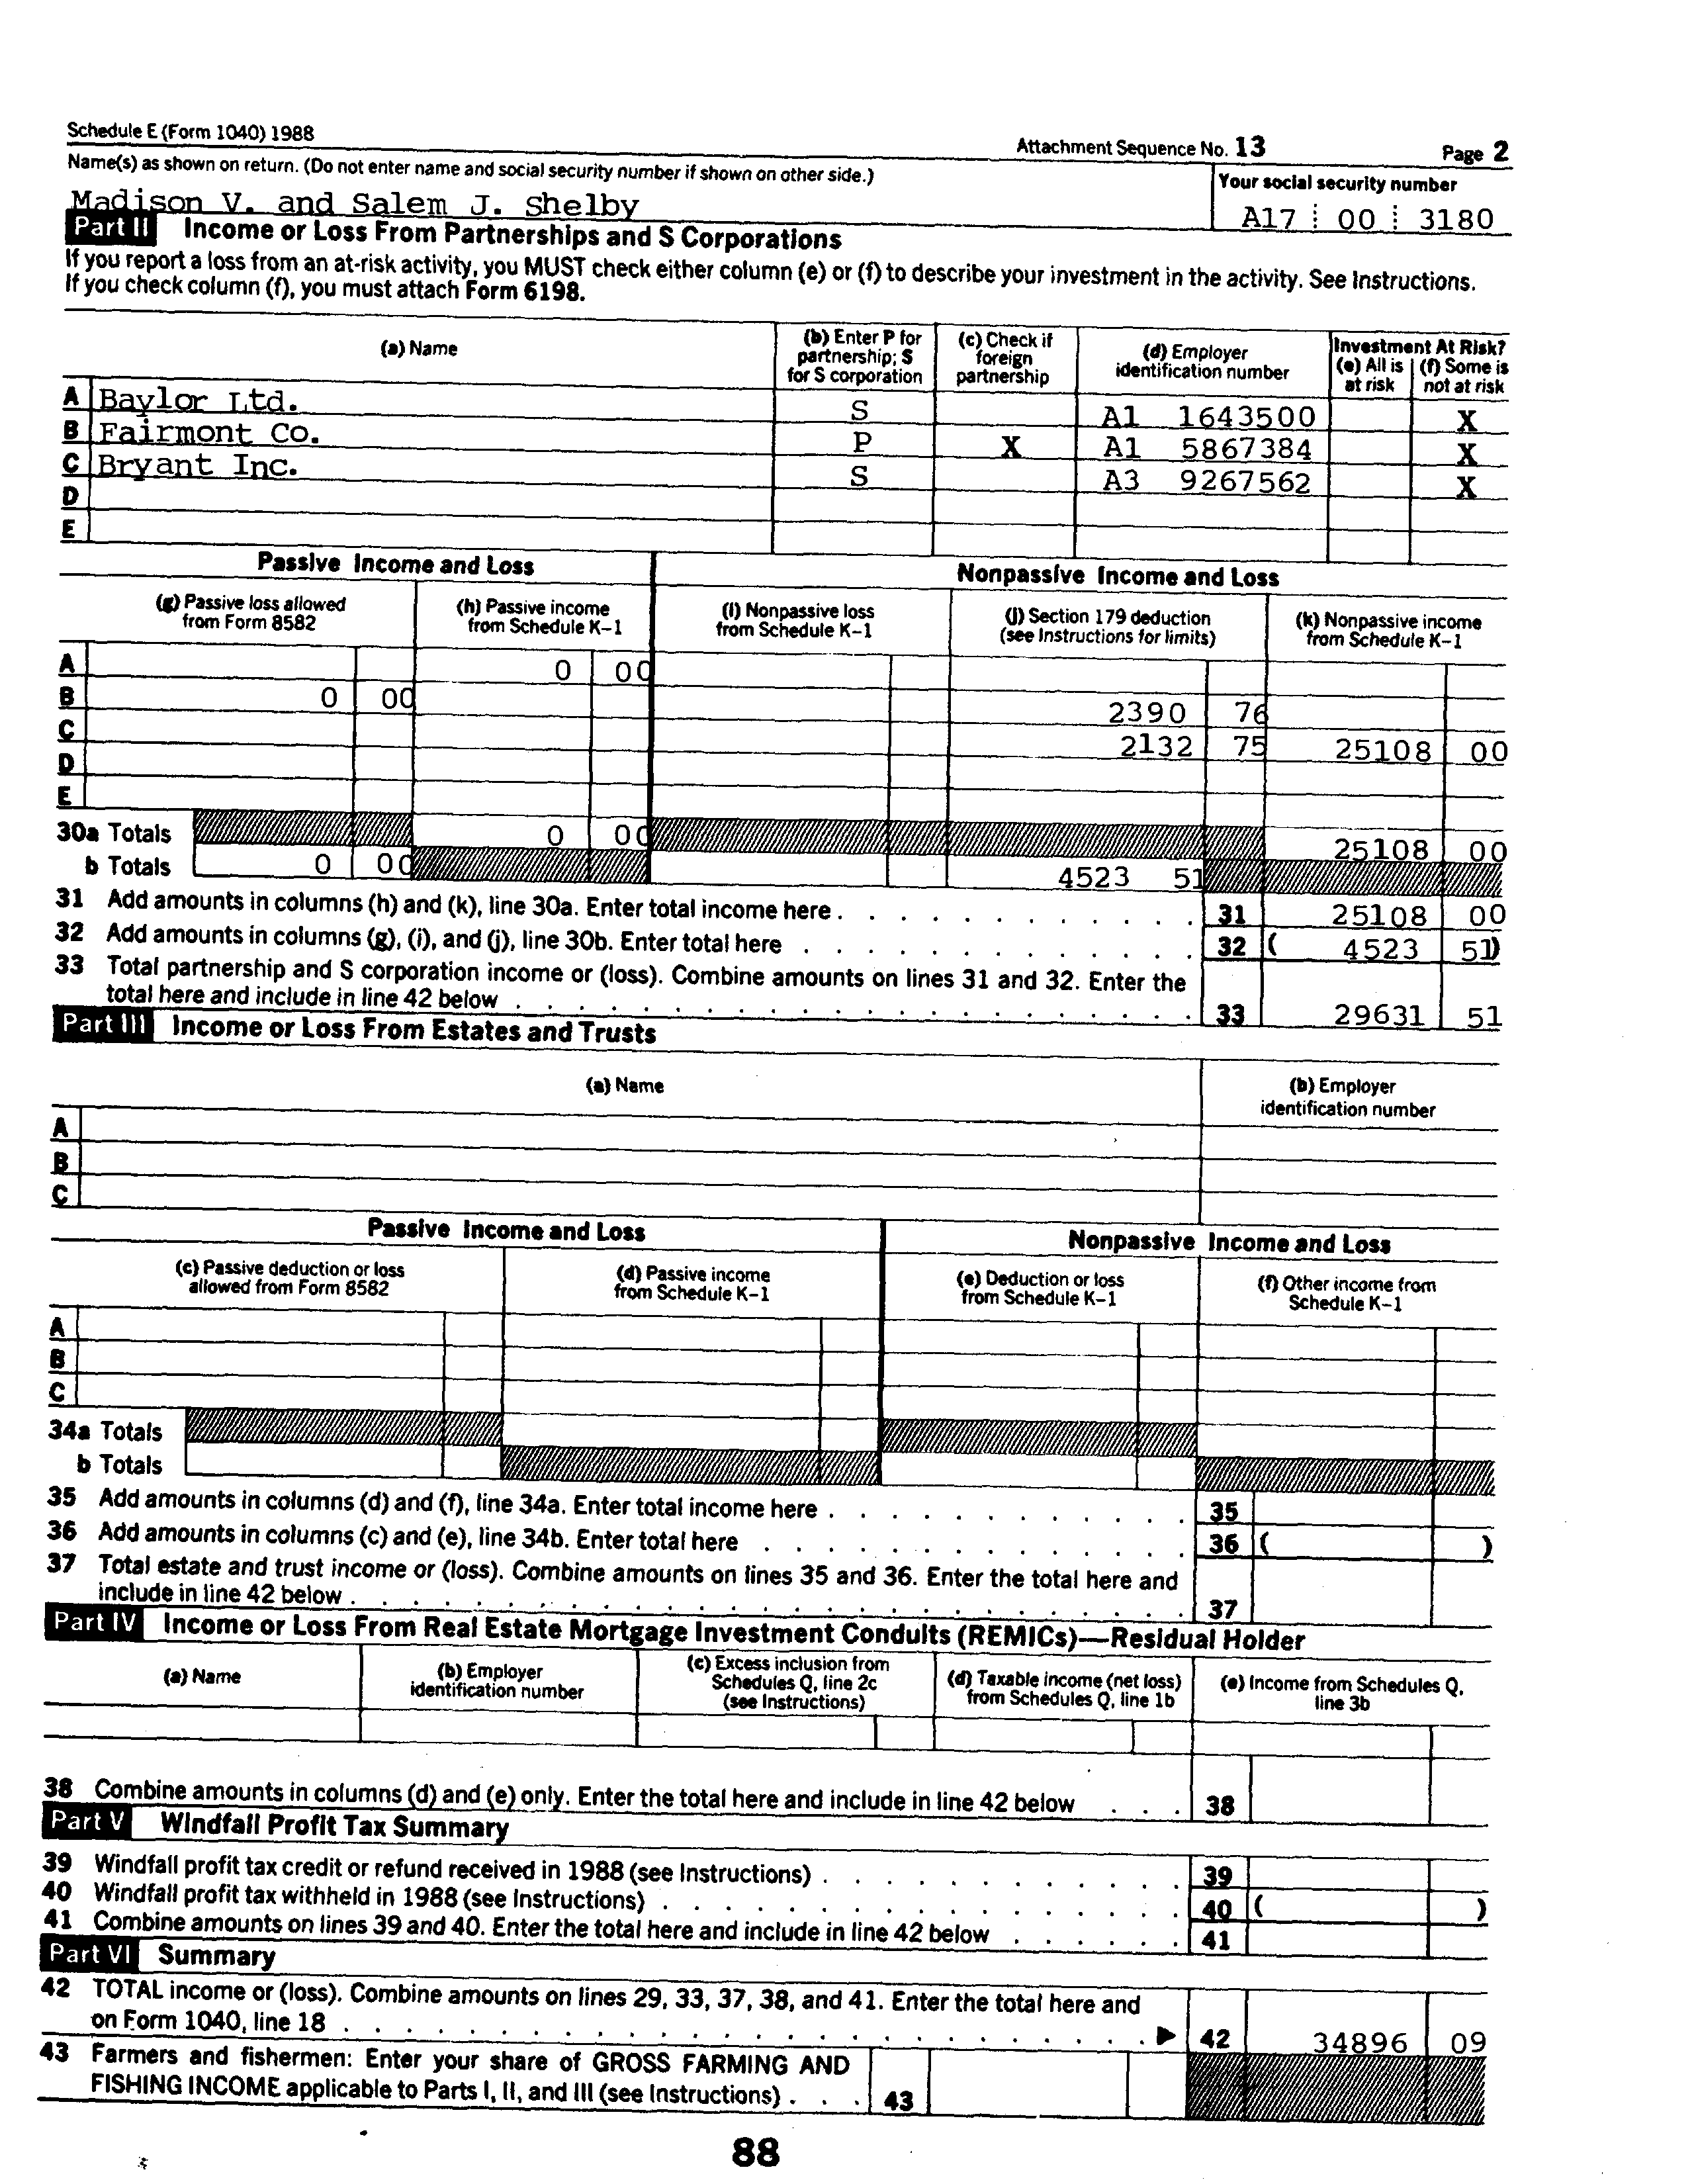 Schedule E (Form 1040) 1988 Attachment Sequence No. 13 Page 2
Name(s) as shown on return. (Do not enter name and social security number if shown on other side.) Your social security number
Madison V. and Salem J. Shelby A17 00 3180
Part II Income or Loss From Partnerships and S Corporations
If you report a loss from an at-risk activity, you MUST check either column (e) or (f) to describe your investment in the activity. See Instructions.
If you check column (f), you must attach Form 6198.
(a) Name (b) Enter P for partnership; S for S corporation (c) Check if foreign partnership (d) Employer identification number Investment At Risk? (e) All is at risk (f) Some is not at risk
A Baylor Ltd. S A1 1643500 X
B Fairmont Co. P X A1 5867384 X
C Bryant Inc. S A3 9267562 X
D
E
Passive Income and Loss Nonpassive Income and Loss
(g) Passive loss allowed from Form 8582 (h) Passive income from Schedule K-1 (i) Nonpassive loss from Schedule K-1 (j) Section 179 deduction (see Instructions for limits) (k) Nonpassive income from Schedule K-1
A 0 00
B 0 00 2390 76
C 2132 75 25108 00
D
E
30a Totals 0 00 25108 00
b Totals 0 00 4523 51
31 Add amounts in columns (h) and (k), line 30a. Enter total income here . . . . . . . . . . . . 31 25108 00
32 Add amounts in columns (g), (i), and (j), line 30b. Enter total here . . . . . . . . . . . . . 32 ( 4523 51)
33 Total partnership and S corporation income or (loss). Combine amounts on lines 31 and 32. Enter the
total here and include in line 42 below . . . . . . . . . . . . . . . . . . . . . . 33 29631 51
Part III Income or Loss From Estates and Trusts
(a) Name (b) Employer identification number
A
B
C
Passive Income and Loss Nonpassive Income and Loss
(c) Passive deduction or loss allowed from Form 8582 (d) Passive income from Schedule K-1 (e) Deduction or loss from Schedule K-1 (f) Other income from Schedule K-1
A
B
C
34a Totals
b Totals
35 Add amounts in columns (d) and (f), line 34a. Enter total income here . . . . . . . . . . . . 35
36 Add amounts in columns (c) and (e), line 34b. Enter total here . . . . . . . . . . . . . . 36 ( )
37 Total estate and trust income or (loss). Combine amounts on lines 35 and 36. Enter the total here and
include in line 42 below . . . . . . . . . . . . . . . . . . . . . . . . . . . 37
Part IV Income or Loss From Real Estate Mortgage Investment Conduits (REMICs)—Residual Holder
(a) Name (b) Employer identification number (c) Excess inclusion from Schedules Q, line 2c (see Instructions) (d) Taxable income (net loss) from Schedules Q, line 1b (e) Income from Schedules Q, line 3b
38 Combine amounts in columns (d) and (e) only. Enter the total here and include in line 42 below . . . 38
Part V Windfall Profit Tax Summary
39 Windfall profit tax credit or refund received in 1988 (see Instructions) . . . . . . . . . . . . 39
40 Windfall profit tax withheld in 1988 (see Instructions) . . . . . . . . . . . . . . . . . 40 ( )
41 Combine amounts on lines 39 and 40. Enter the total here and include in line 42 below . . . . . . 41
Part VI Summary
42 TOTAL income or (loss). Combine amounts on lines 29, 33, 37, 38, and 41. Enter the total here and
on Form 1040, line 18 . . . . . . . . . . . . . . . . . . . . . . . . . . ▶ 42 34896 09
43 Farmers and fishermen: Enter your share of GROSS FARMING AND
FISHING INCOME applicable to Parts I, II, and III (see Instructions) . . . 43
88